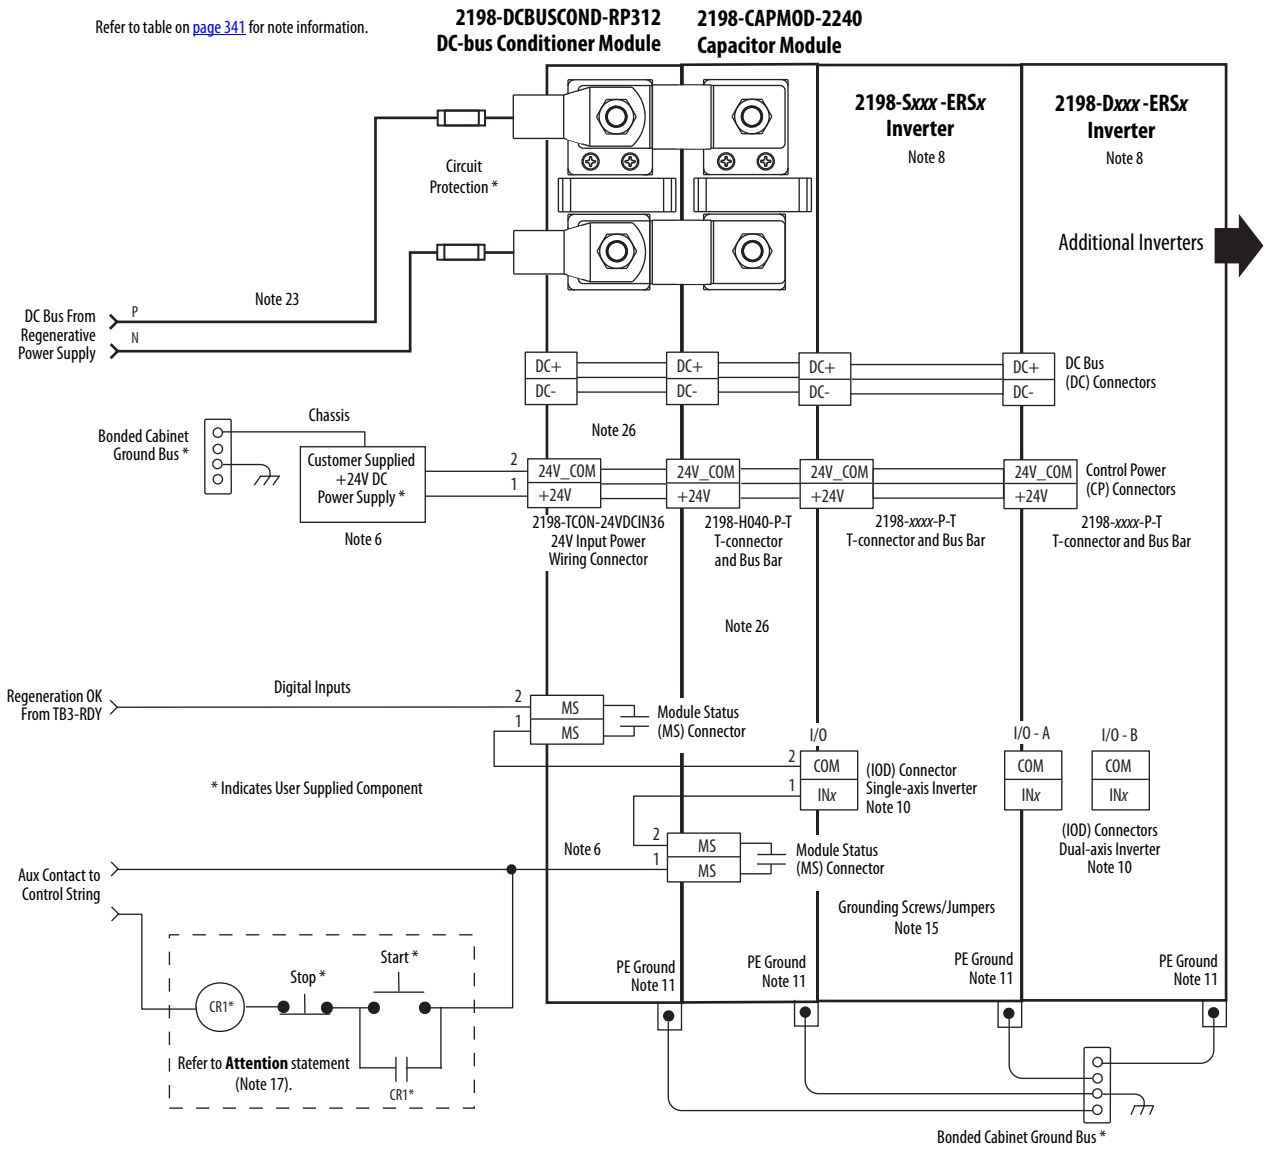 Refer to table on page 341 for note information.
2198-DCBUSCOND-RP312
DC-bus Conditioner Module
2198-CAPMOD-2240
Capacitor Module
2198-Sxxx-ERSx
Inverter
Note 8
2198-Dxxx-ERSx
Inverter
Note 8
Circuit
Protection *
Additional Inverters
Note 23
DC Bus From
Regenerative
Power Supply
P
N
DC+
DC-
DC+
DC-
DC+
DC-
DC+
DC-
DC Bus
(DC) Connectors
Chassis
Bonded Cabinet
Ground Bus *
Note 26
Customer Supplied
+24V DC
Power Supply *
Note 6
2
1
24V_COM
+24V
24V_COM
+24V
24V_COM
+24V
24V_COM
+24V
Control Power
(CP) Connectors
2198-TCON-24VDCIN36
24V Input Power
Wiring Connector
2198-H040-P-T
T-connector
and Bus Bar
2198-xxxx-P-T
T-connector and Bus Bar
2198-xxxx-P-T
T-connector and Bus Bar
Note 26
Regeneration OK
From TB3-RDY
Digital Inputs
2
1
MS
MS
Module Status
(MS) Connector
I/O
2
1
COM
INx
(IOD) Connector
Single-axis Inverter
Note 10
I/O - A
COM
INx
I/O - B
COM
INx
(IOD) Connectors
Dual-axis Inverter
Note 10
* Indicates User Supplied Component
Note 6
2
1
MS
MS
Module Status
(MS) Connector
Aux Contact to
Control String
Grounding Screws/Jumpers
Note 15
Stop *
Start *
CR1*
CR1*
Refer to Attention statement
(Note 17).
PE Ground
Note 11
PE Ground
Note 11
PE Ground
Note 11
PE Ground
Note 11
Bonded Cabinet Ground Bus *